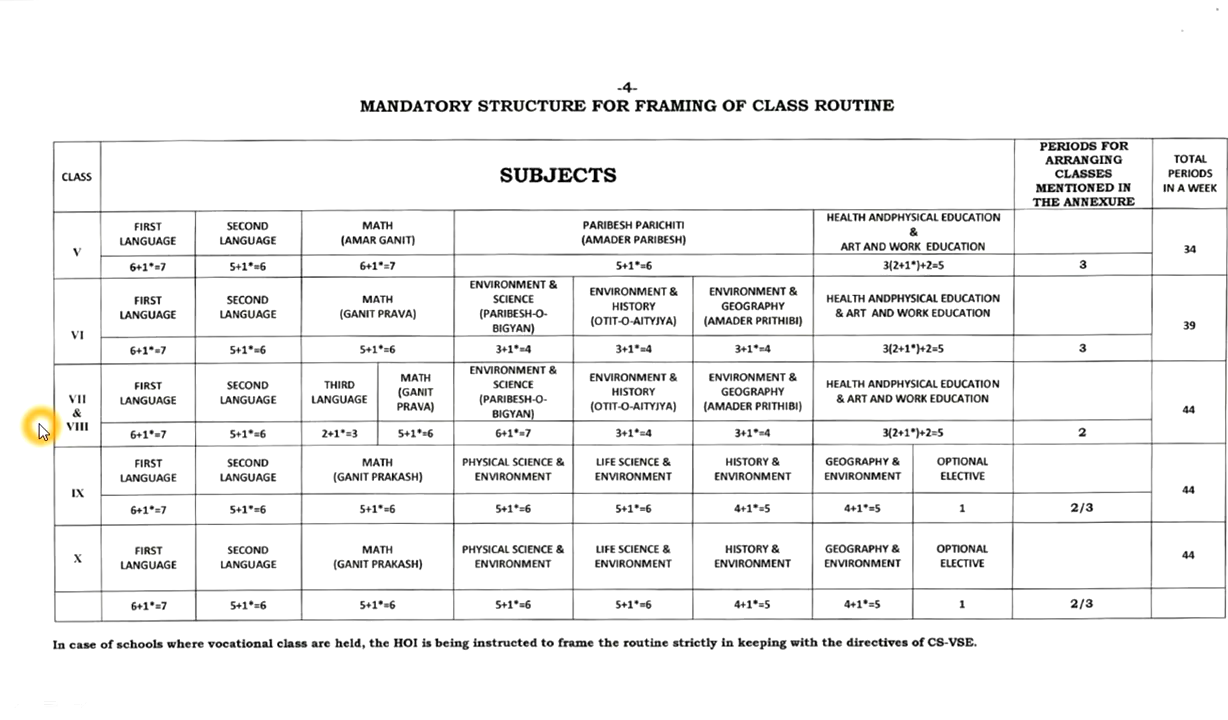 -4-
MANDATORY STRUCTURE FOR FRAMING OF CLASS ROUTINE
CLASS
SUBJECTS
PERIODS FOR
ARRANGING
CLASSES
MENTIONED IN
THE ANNEXURE
TOTAL
PERIODS
IN A WEEK
V
FIRST
LANGUAGE
SECOND
LANGUAGE
MATH
(AMAR GANIT)
PARIBESH PARICHITI
(AMADER PARIBESH)
HEALTH ANDPHYSICAL EDUCATION
&
ART AND WORK EDUCATION
34
6+1*=7
5+1*=6
6+1*=7
5+1*=6
3(2+1*)+2=5
3
VI
FIRST
LANGUAGE
SECOND
LANGUAGE
MATH
(GANIT PRAVA)
ENVIRONMENT &
SCIENCE
(PARIBESH-O-
BIGYAN)
ENVIRONMENT &
HISTORY
(OTIT-O-AITYJYA)
ENVIRONMENT &
GEOGRAPHY
(AMADER PRITHIBI)
HEALTH ANDPHYSICAL EDUCATION
& ART AND WORK EDUCATION
39
6+1*=7
5+1*=6
5+1*=6
3+1*=4
3+1*=4
3+1*=4
3(2+1*)+2=5
3
VII
&
VIII
FIRST
LANGUAGE
SECOND
LANGUAGE
THIRD
LANGUAGE
MATH
(GANIT
PRAVA)
ENVIRONMENT &
SCIENCE
(PARIBESH-O-
BIGYAN)
ENVIRONMENT &
HISTORY
(OTIT-O-AITYJYA)
ENVIRONMENT &
GEOGRAPHY
(AMADER PRITHIBI)
HEALTH ANDPHYSICAL EDUCATION
& ART AND WORK EDUCATION
44
6+1*=7
5+1*=6
2+1*=3
5+1*=6
6+1*=7
3+1*=4
3+1*=4
3(2+1*)+2=5
2
IX
FIRST
LANGUAGE
SECOND
LANGUAGE
MATH
(GANIT PRAKASH)
PHYSICAL SCIENCE &
ENVIRONMENT
LIFE SCIENCE &
ENVIRONMENT
HISTORY &
ENVIRONMENT
GEOGRAPHY &
ENVIRONMENT
OPTIONAL
ELECTIVE
44
6+1*=7
5+1*=6
5+1*=6
5+1*=6
5+1*=6
4+1*=5
4+1*=5
1
2/3
X
FIRST
LANGUAGE
SECOND
LANGUAGE
MATH
(GANIT PRAKASH)
PHYSICAL SCIENCE &
ENVIRONMENT
LIFE SCIENCE &
ENVIRONMENT
HISTORY &
ENVIRONMENT
GEOGRAPHY &
ENVIRONMENT
OPTIONAL
ELECTIVE
44
6+1*=7
5+1*=6
5+1*=6
5+1*=6
5+1*=6
4+1*=5
4+1*=5
1
2/3
In case of schools where vocational class are held, the HOI is being instructed to frame the routine strictly in keeping with the directives of CS-VSE.